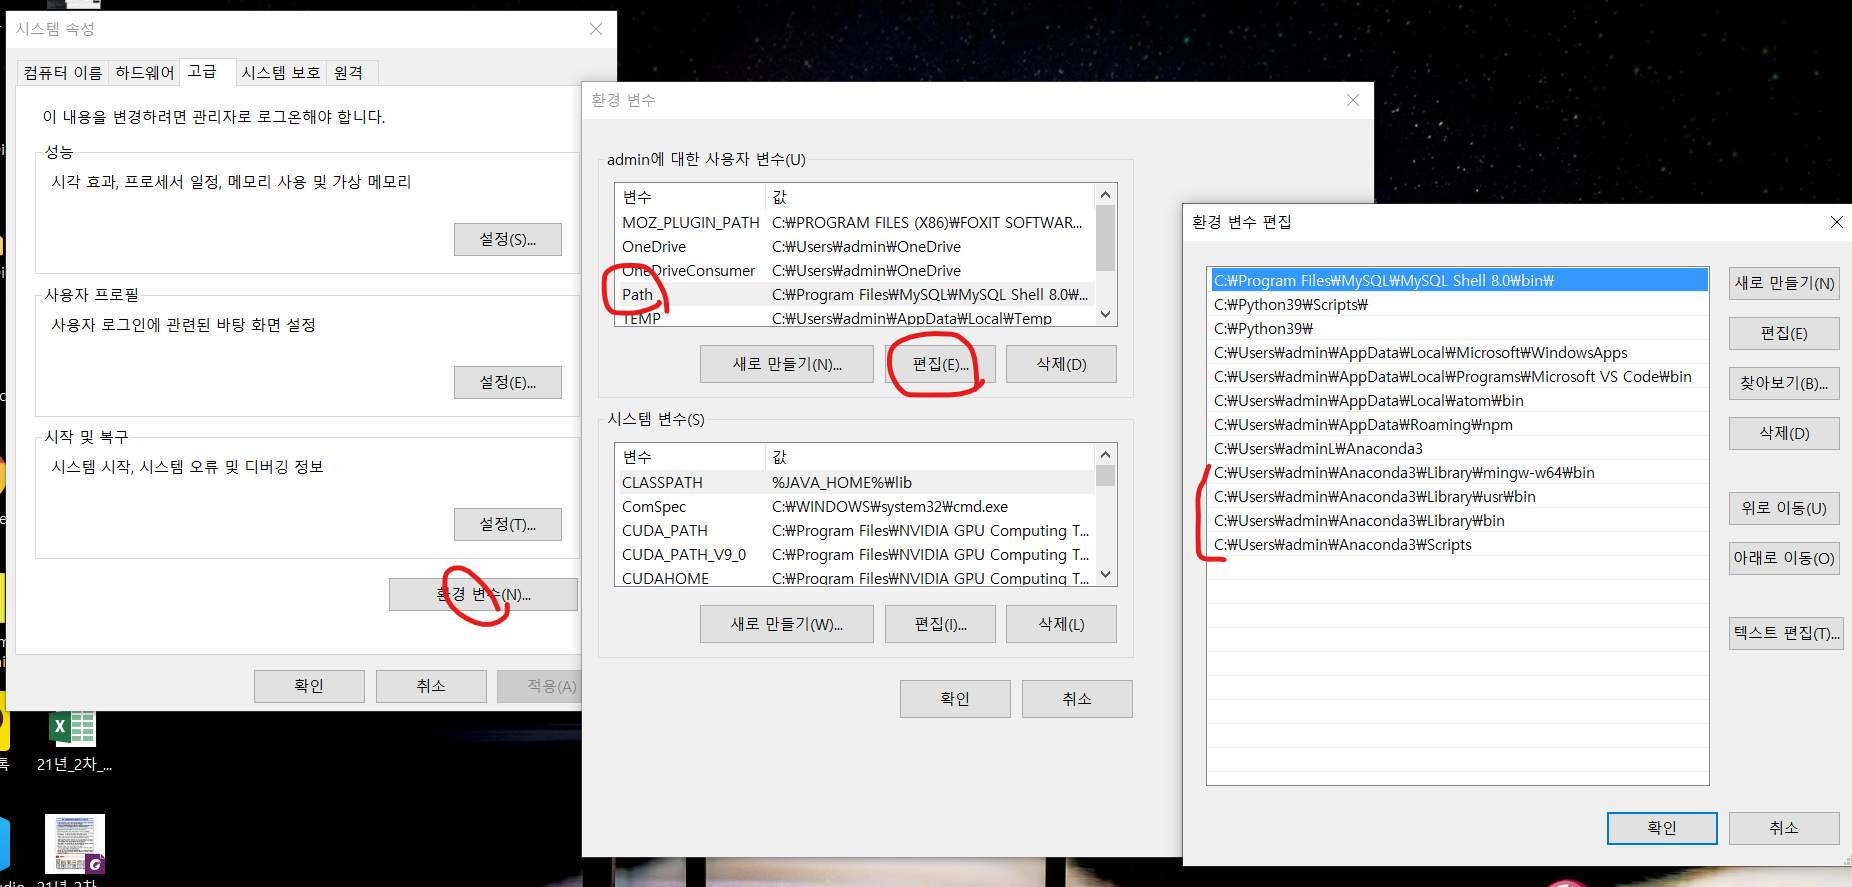 시스템 속성
컴퓨터 이름 하드웨어 고급 시스템 보호 원격
이 내용을 변경하려면 관리자로 로그온해야 합니다.
성능
시각 효과, 프로세서 일정, 메모리 사용 및 가상 메모리
설정(S)...
사용자 프로필
사용자 로그인에 관련된 바탕 화면 설정
설정(E)...
시작 및 복구
시스템 시작, 시스템 오류 및 디버깅 정보
설정(T)...
환경 변수(N)...
확인 취소 적용(A)
21년_2차_...
환경 변수
admin에 대한 사용자 변수(U)
변수 값
MOZ_PLUGIN_PATH C:₩PROGRAM FILES (X86)₩FOXIT SOFTWAR...
OneDrive C:₩Users₩admin₩OneDrive
OneDriveConsumer C:₩Users₩admin₩OneDrive
Path C:₩Program Files₩MySQL₩MySQL Shell 8.0₩...
TEMP C:₩Users₩admin₩AppData₩Local₩Temp
새로 만들기(N)... 편집(E)... 삭제(D)
시스템 변수(S)
변수 값
CLASSPATH %JAVA_HOME%₩lib
ComSpec C:₩WINDOWS₩system32₩cmd.exe
CUDA_PATH C:₩Program Files₩NVIDIA GPU Computing T...
CUDA_PATH_V9_0 C:₩Program Files₩NVIDIA GPU Computing T...
CUDAHOME C:₩Program Files₩NVIDIA GPU Computing T...
새로 만들기(W)... 편집(I)... 삭제(L)
확인 취소
환경 변수 편집
C:₩Program Files₩MySQL₩MySQL Shell 8.0₩bin₩
C:₩Python39₩Scripts₩
C:₩Python39₩
C:₩Users₩admin₩AppData₩Local₩Microsoft₩WindowsApps
C:₩Users₩admin₩AppData₩Local₩Programs₩Microsoft VS Code₩bin
C:₩Users₩admin₩AppData₩Local₩atom₩bin
C:₩Users₩admin₩AppData₩Roaming₩npm
C:₩Users₩adminL₩Anaconda3
C:₩Users₩admin₩Anaconda3₩Library₩mingw-w64₩bin
C:₩Users₩admin₩Anaconda3₩Library₩usr₩bin
C:₩Users₩admin₩Anaconda3₩Library₩bin
C:₩Users₩admin₩Anaconda3₩Scripts
새로 만들기(N)
편집(E)
찾아보기(B)...
삭제(D)
위로 이동(U)
아래로 이동(O)
텍스트 편집(T)...
확인 취소